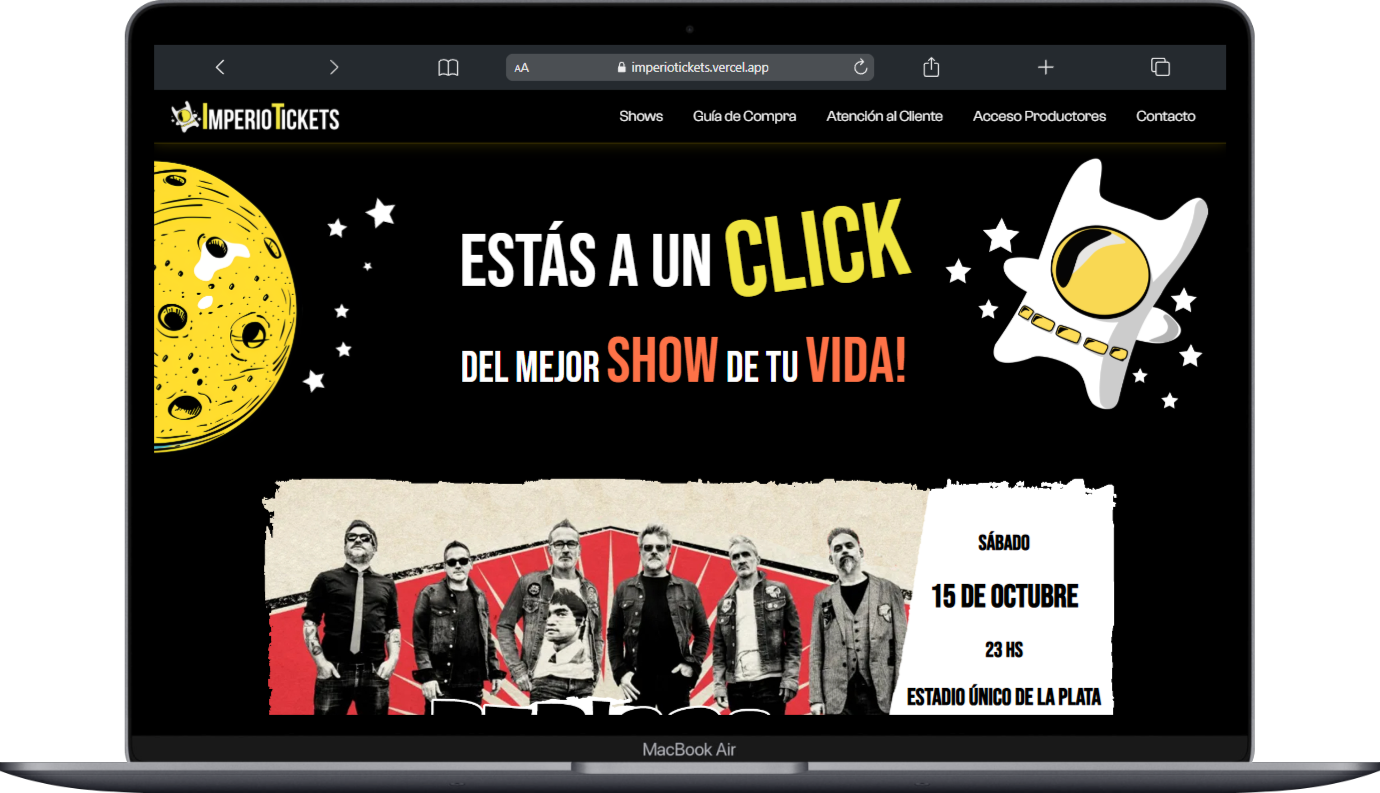 AA imperiotickets.vercel.app
IMPERIOTICKETS Shows Guía de Compra Atención al Cliente Acceso Productores Contacto
ESTÁS A UN CLICK
DEL MEJOR SHOW DE TU VIDA!
SÁBADO
15 DE OCTUBRE
23 HS
ESTADIO ÚNICO DE LA PLATA
MacBook Air